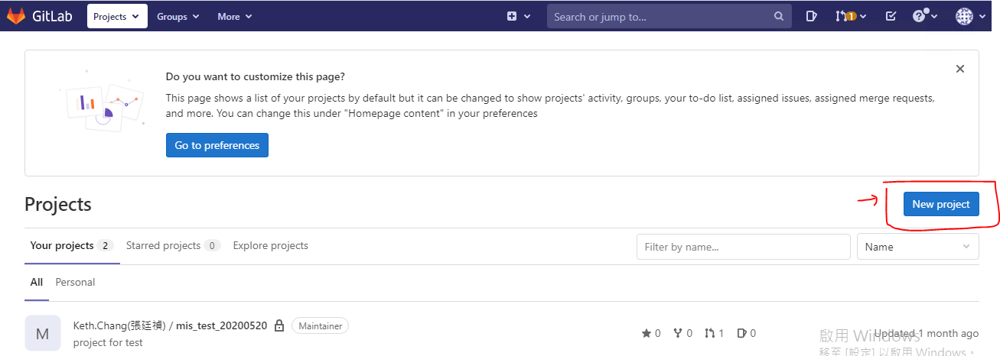 GitLab Projects Groups More Search or jump to... 1
Do you want to customize this page?
This page shows a list of your projects by default but it can be changed to show projects' activity, groups, your to-do list, assigned issues, assigned merge requests,
and more. You can change this under "Homepage content" in your preferences
Go to preferences
Projects
New project
Your projects 2 Starred projects 0 Explore projects
Filter by name... Name
All Personal
M
Keth.Chang(張廷禎) / mis_test_20200520 Maintainer
project for test
0 0 1 0
Updated 1 month ago
啟用 Windows
移至 [設定] 以啟用 Windows。